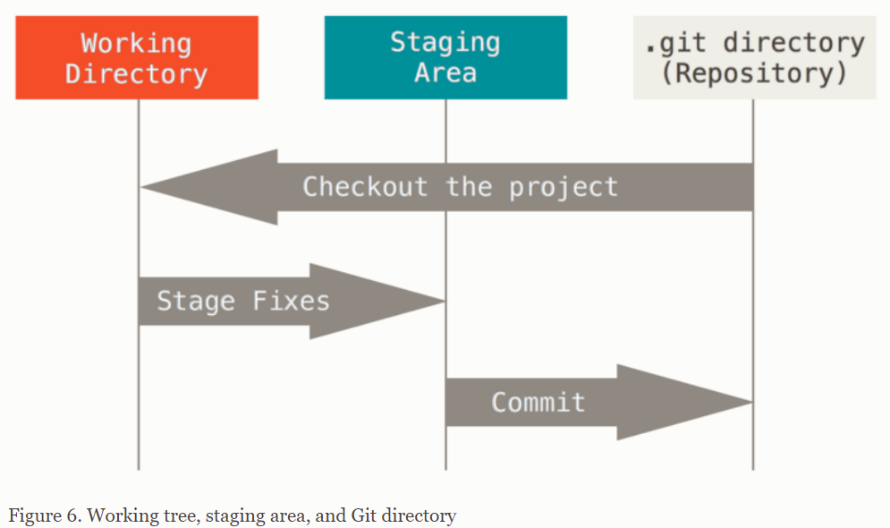 Working
Directory
Staging
Area
.git directory
(Repository)
Checkout the project
Stage Fixes
Commit
Figure 6. Working tree, staging area, and Git directory